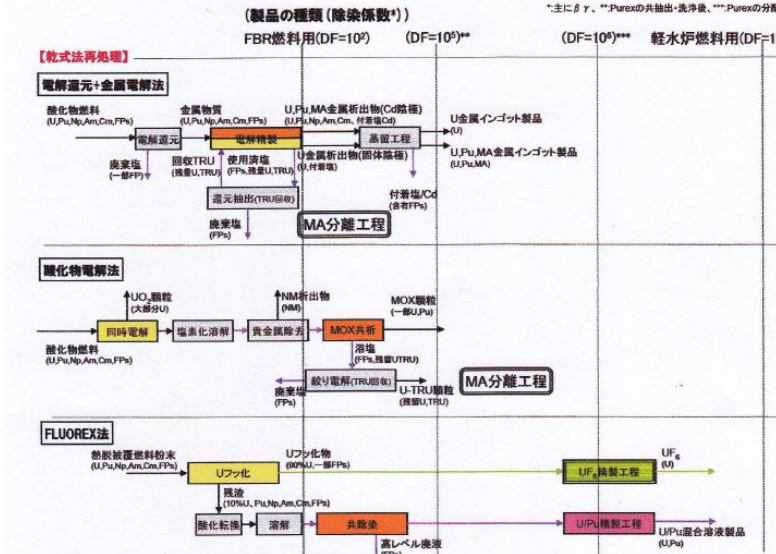 (製品の種類(除染係数*))
*:主にβγ、**:Purexの共抽出・洗浄後、***:Purexの分配
FBR燃料用(DF=10²)
(DF=10⁵)**
(DF=10⁶)***
軽水炉燃料用(DF=1
【乾式法再処理】
電解還元+金属電解法
酸化物燃料
(U,Pu,Np,Am,Cm,FPs)
電解還元
金属物質
(U,Pu,Np,Am,Cm,FPs)
電解精製
U,Pu,MA金属析出物(Cd陰極)
(U,Pu,Np,Am,Cm、付着塩Cd)
蒸留工程
U金属インゴット製品
(U)
U金属析出物(固体陰極)
(U,付着塩)
U,Pu,MA金属インゴット製品
(U,Pu,MA)
廃棄塩
(一部FP)
回収TRU
(残量U,TRU)
使用済塩
(FPs,残量U,TRU)
還元抽出(TRU回収)
付着塩/Cd
(含有FPs)
廃棄塩
(FPs)
MA分離工程
酸化物電解法
UO₂顆粒
(大部分U)
NM析出物
(NM)
MOX顆粒
(一部U,Pu)
同時電解
塩素化溶解
貴金属除去
MOX共析
酸化物燃料
(U,Pu,Np,Am,Cm,FPs)
溶塩
(FPs,残留UTRU)
絞り電解(TRU回収)
廃棄塩
(FPs)
U-TRU顆粒
(残留U,TRU)
MA分離工程
FLUOREX法
熱脱被覆燃料粉末
(U,Pu,Np,Am,Cm,FPs)
Uフッ化
Uフッ化物
(90%U,一部FPs)
UF₆精製工程
UF₆
(U)
残渣
(10%U、Pu,Np,Am,Cm,FPs)
酸化転換
溶解
共除染
U/Pu精製工程
U/Pu混合溶液製品
(U,Pu)
高レベル廃液